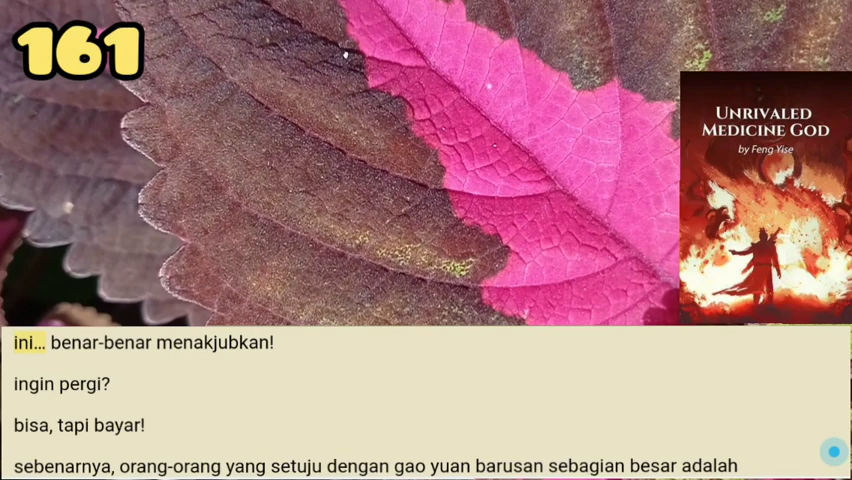 161
UNRIVALED
MEDICINE GOD
by Feng Yise
ini... benar-benar menakjubkan!
ingin pergi?
bisa, tapi bayar!
sebenarnya, orang-orang yang setuju dengan gao yuan barusan sebagian besar adalah